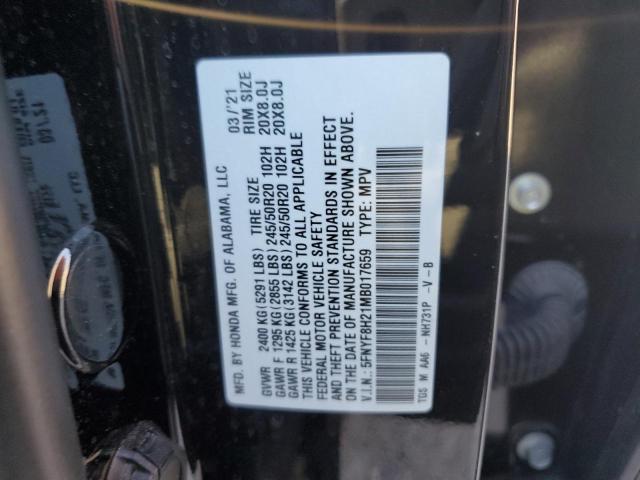 MFD. BY HONDA MFG. OF ALABAMA, LLC 03/'21
TIRE SIZE RIM SIZE
GVWR 2400 KG (5291 LBS)
GAWR F 1295 KG (2855 LBS) 245/50R20 102H 20X8.0J
GAWR R 1425 KG (3142 LBS) 245/50R20 102H 20X8.0J
THIS VEHICLE CONFORMS TO ALL APPLICABLE
FEDERAL MOTOR VEHICLE SAFETY
AND THEFT PREVENTION STANDARDS IN EFFECT
ON THE DATE OF MANUFACTURE SHOWN ABOVE.
V.I.N.: 5FNYF8H21MB017659 TYPE: MPV
TG5 M AA6 -NH731P -V -B